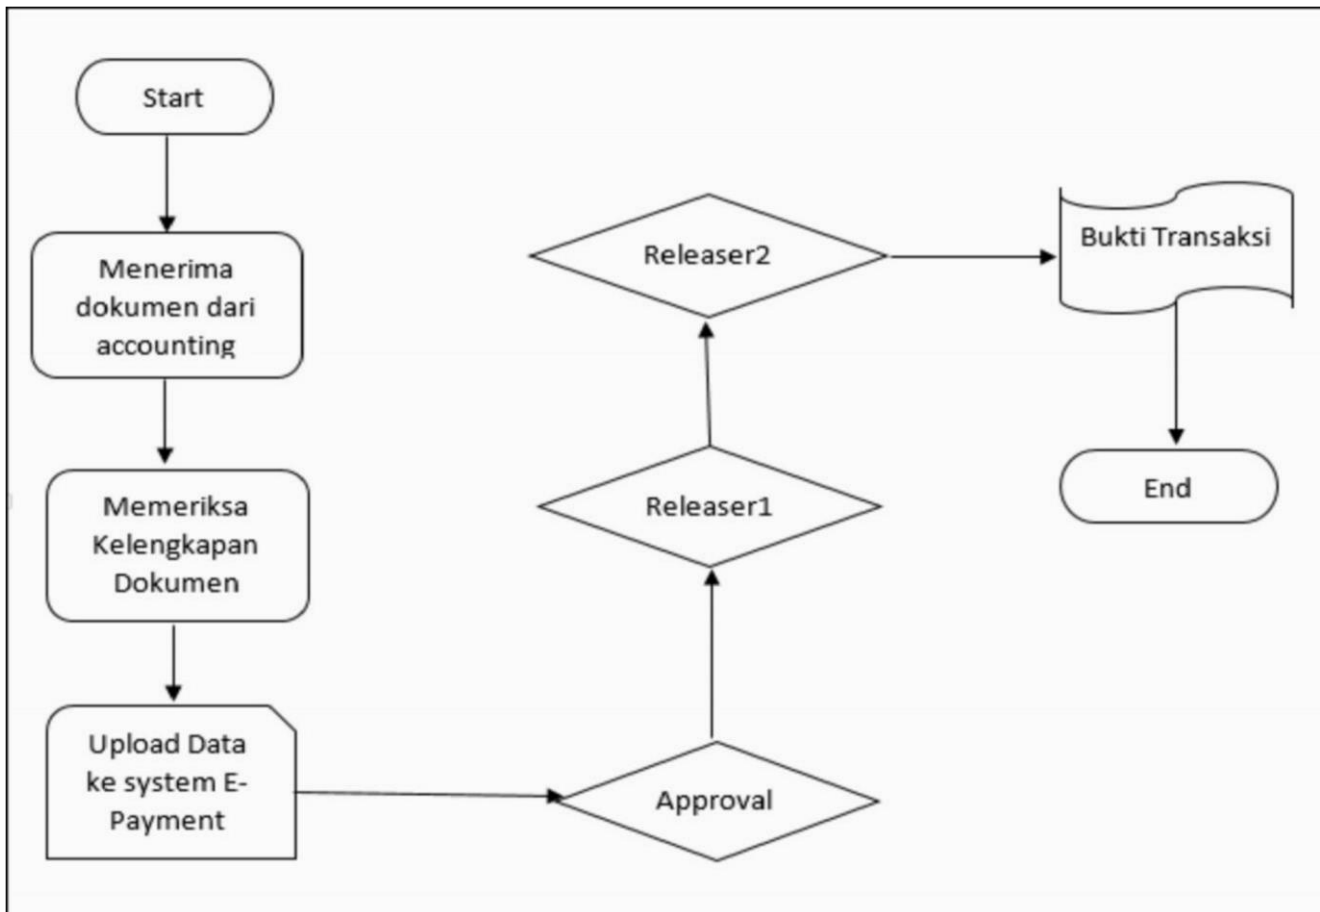 Start
Menerima
dokumen dari
accounting
Memeriksa
Kelengkapan
Dokumen
Upload Data
ke system E-
Payment
Approval
Releaser1
Releaser2
Bukti Transaksi
End